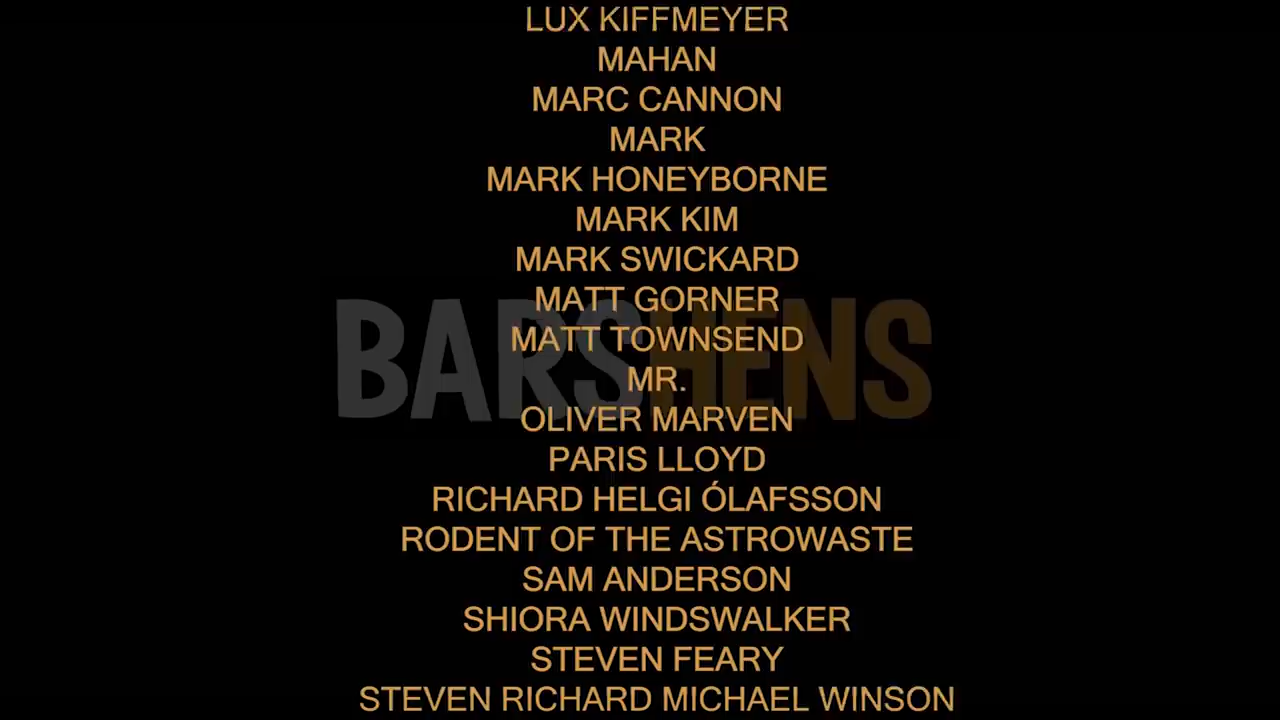 LUX KIFFMEYER
MAHAN
MARC CANNON
MARK
MARK HONEYBORNE
MARK KIM
MARK SWICKARD
MATT GORNER
MATT TOWNSEND
BARSHENS
MR.
OLIVER MARVEN
PARIS LLOYD
RICHARD HELGI ÓLAFSSON
RODENT OF THE ASTROWASTE
SAM ANDERSON
SHIORA WINDSWALKER
STEVEN FEARY
STEVEN RICHARD MICHAEL WINSON